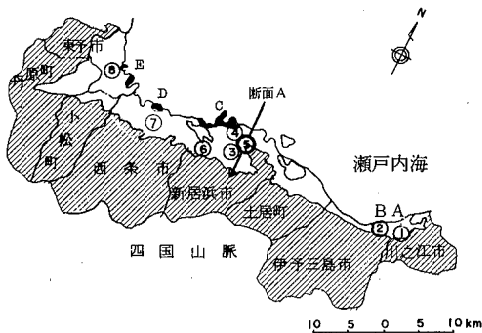 N
東予市
丹原町
小松町
⑧
E
D
⑦
C
断面A
④
⑤
③
⑥
瀬戸内海
西条市
新居浜市
土居町
B A
②
①
川之江市
伊予三島市
四国山脈
10 5 0 5 10km